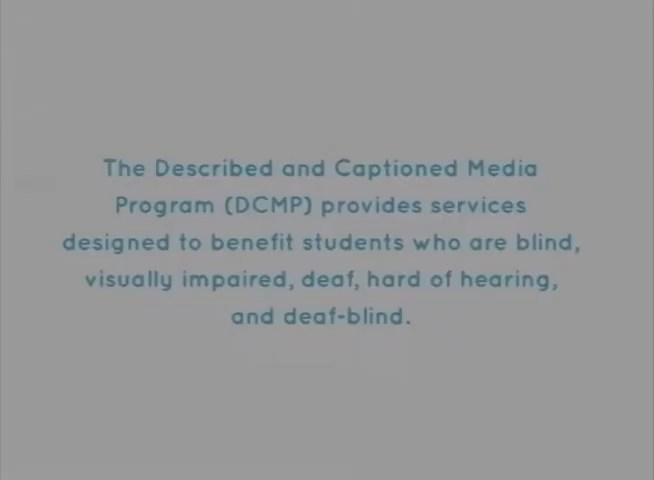 The Described and Captioned Media
Program (DCMP) provides services
designed to benefit students who are blind,
visually impaired, deaf, hard of hearing,
and deaf-blind.